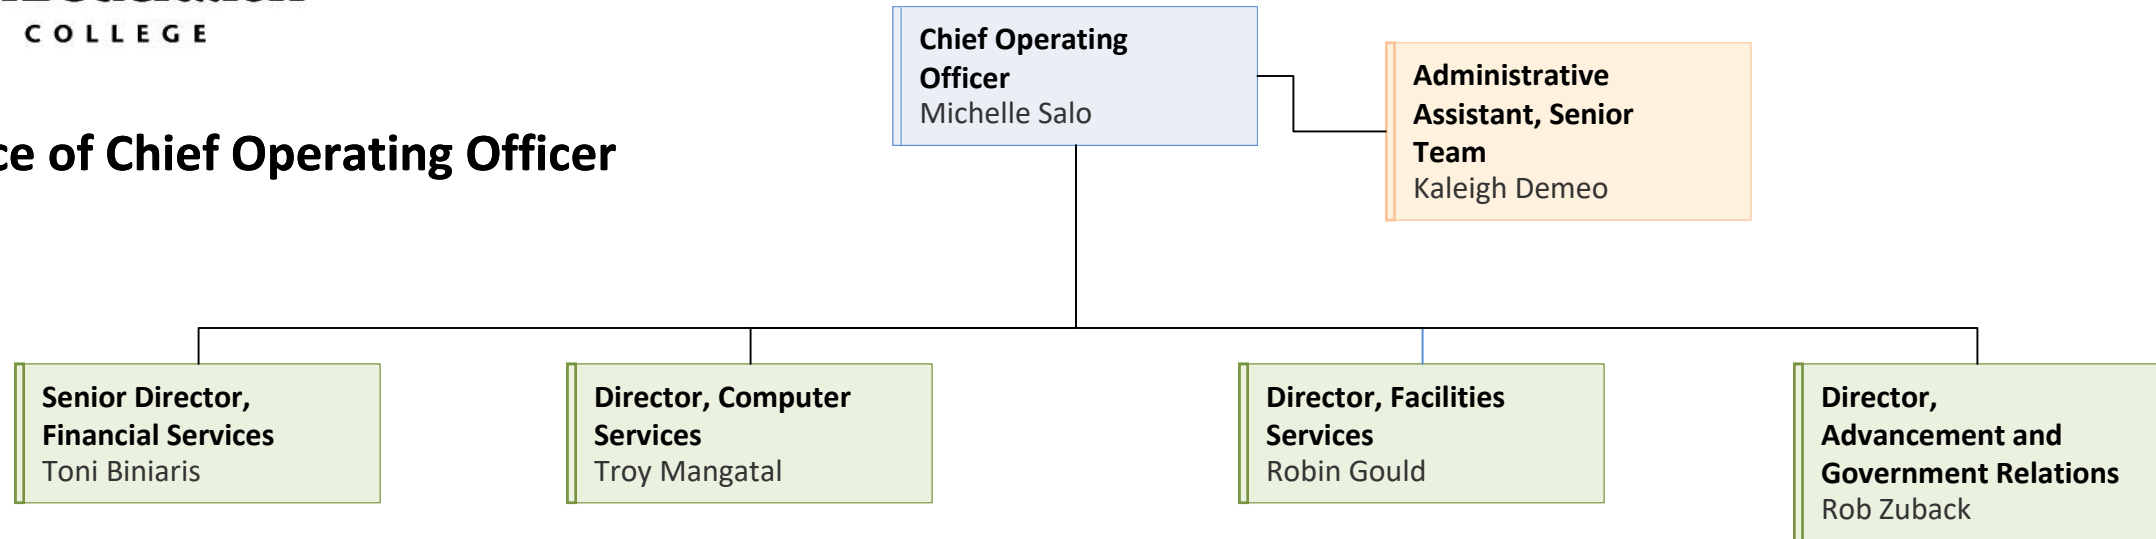 COLLEGE
of Chief Operating Officer
Chief Operating
Officer
Michelle Salo
Administrative
Assistant, Senior
Team
Kaleigh Demeo
Senior Director,
Financial Services
Toni Biniaris
Director, Computer
Services
Troy Mangatal
Director, Facilities
Services
Robin Gould
Director,
Advancement and
Government Relations
Rob Zuback